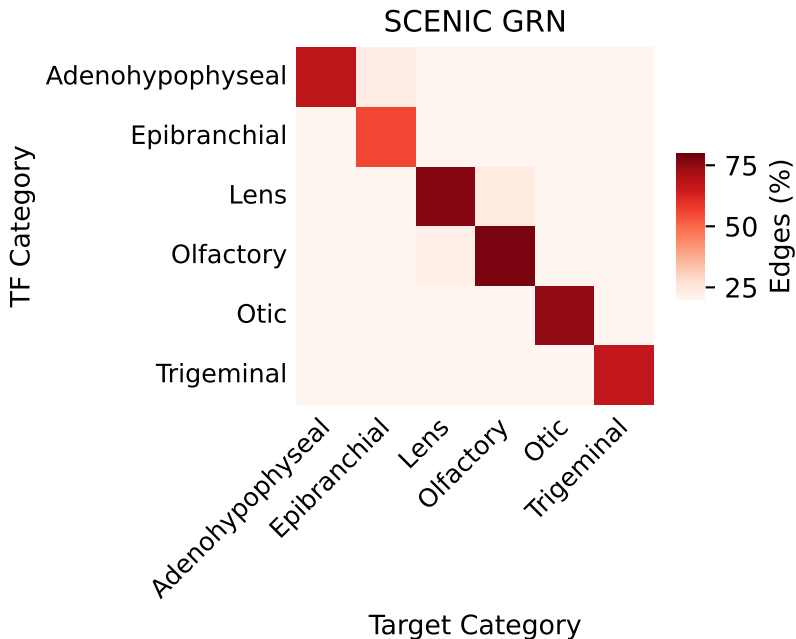 SCENIC GRN
TF Category
Adenohypophyseal
Epibranchial
Lens
Olfactory
Otic
Trigeminal
75
50
25
Edges (%)
Adenohypophyseal
Epibranchial
Lens
Olfactory
Otic
Trigeminal
Target Category